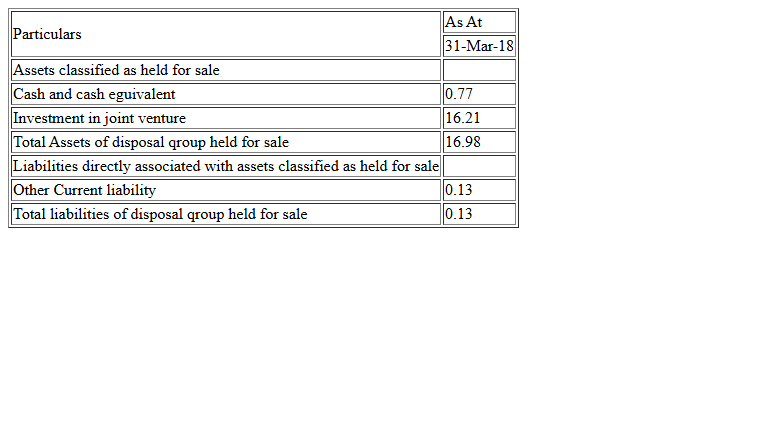 Particulars
As At
31-Mar-18
Assets classified as held for sale
Cash and cash eguivalent 0.77
Investment in joint venture 16.21
Total Assets of disposal qroup held for sale 16.98
Liabilities directly associated with assets classified as held for sale
Other Current liability 0.13
Total liabilities of disposal qroup held for sale 0.13